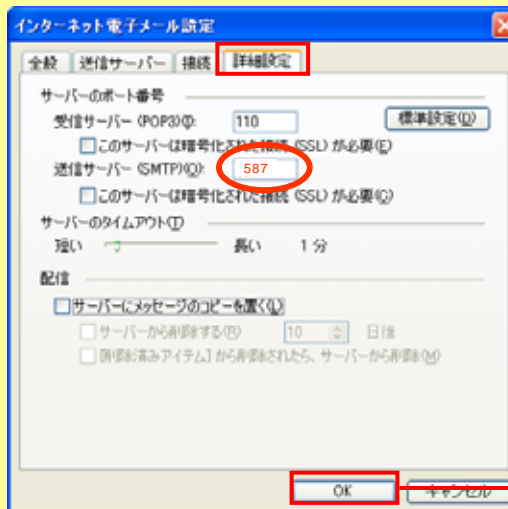 インターネット電子メール設定
全般 送信サーバー 接続 詳細設定
サーバーのポート番号
受信サーバー (POP3)(I): 110 標準設定(D)
このサーバーは暗号化された接続 (SSL) が必要(E)
送信サーバー (SMTP)(O): 587
このサーバーは暗号化された接続 (SSL) が必要(C)
サーバーのタイムアウト(T)
短い 長い 1 分
配信
サーバーにメッセージのコピーを置く(L)
サーバーから削除する(R) 10 日後
[削除済みアイテム] から削除されたら、サーバーから削除(M)
OK キャンセル